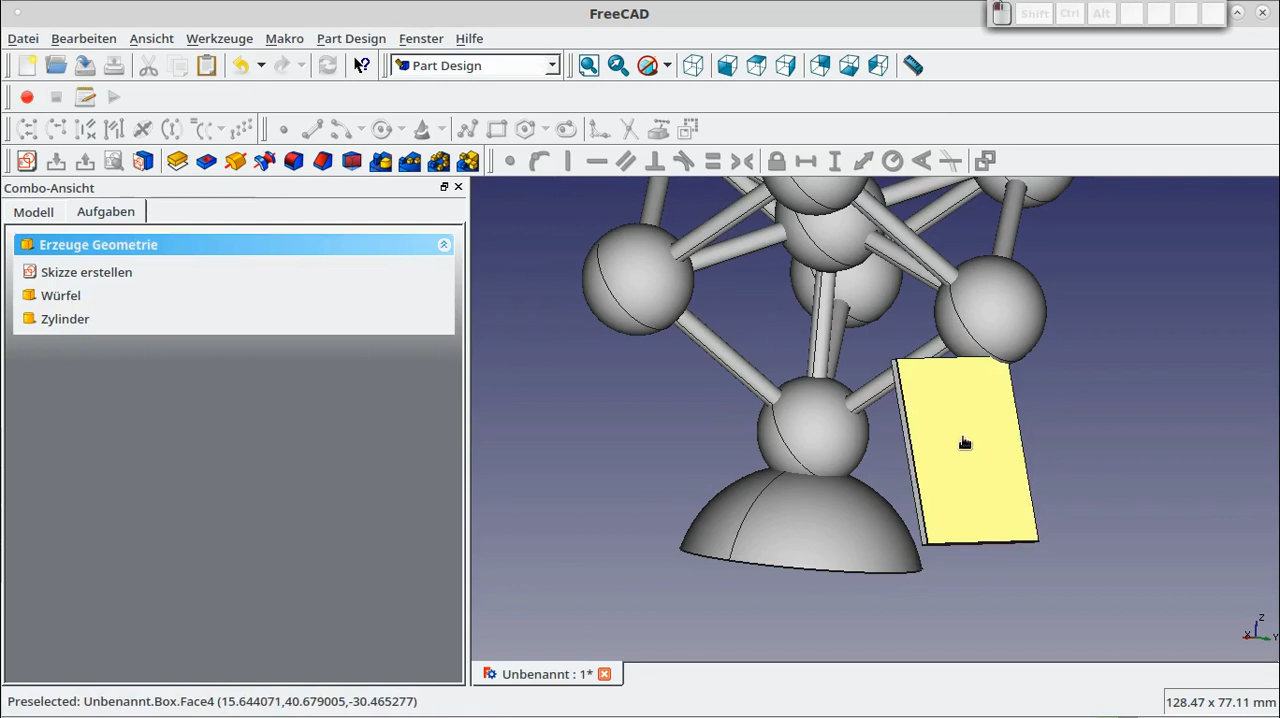 FreeCAD
Shift Ctrl Alt
Datei Bearbeiten Ansicht Werkzeuge Makro Part Design Fenster Hilfe
Part Design
Combo-Ansicht
Modell Aufgaben
Erzeuge Geometrie
Skizze erstellen
Würfel
Zylinder
Z
X Y
Unbenannt : 1*
Preselected: Unbenannt.Box.Face4 (15.644071,40.679005,-30.465277)
128.47 x 77.11 mm